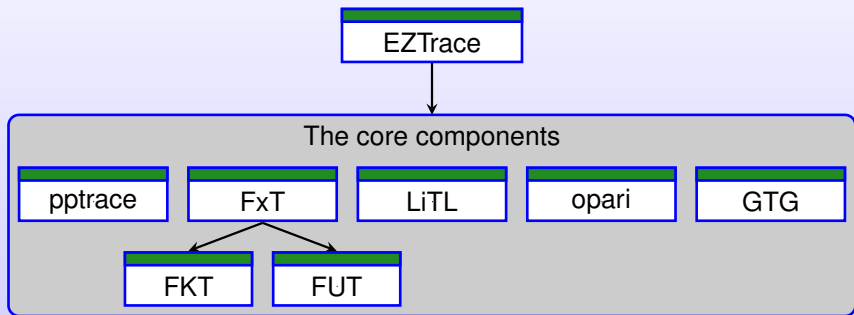 EZTrace
The core components
pptrace FxT LiTL opari GTG
FKT FUT